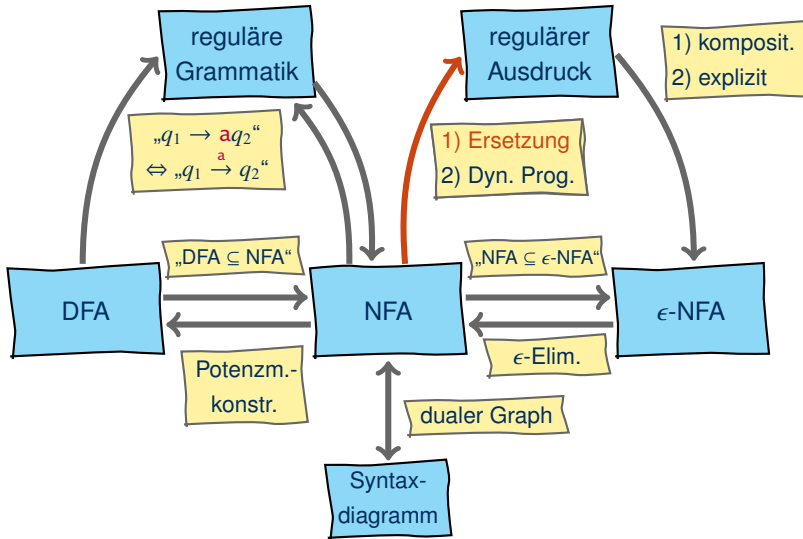 reguläre
Grammatik
regulärer
Ausdruck
1) komposit.
2) explizit
„q₁ → aq₂“
⇔ „q₁ →ᵃ q₂“
1) Ersetzung
2) Dyn. Prog.
„DFA ⊆ NFA“
„NFA ⊆ ϵ-NFA“
DFA
NFA
ϵ-NFA
Potenzm.-
konstr.
ϵ-Elim.
dualer Graph
Syntax-
diagramm